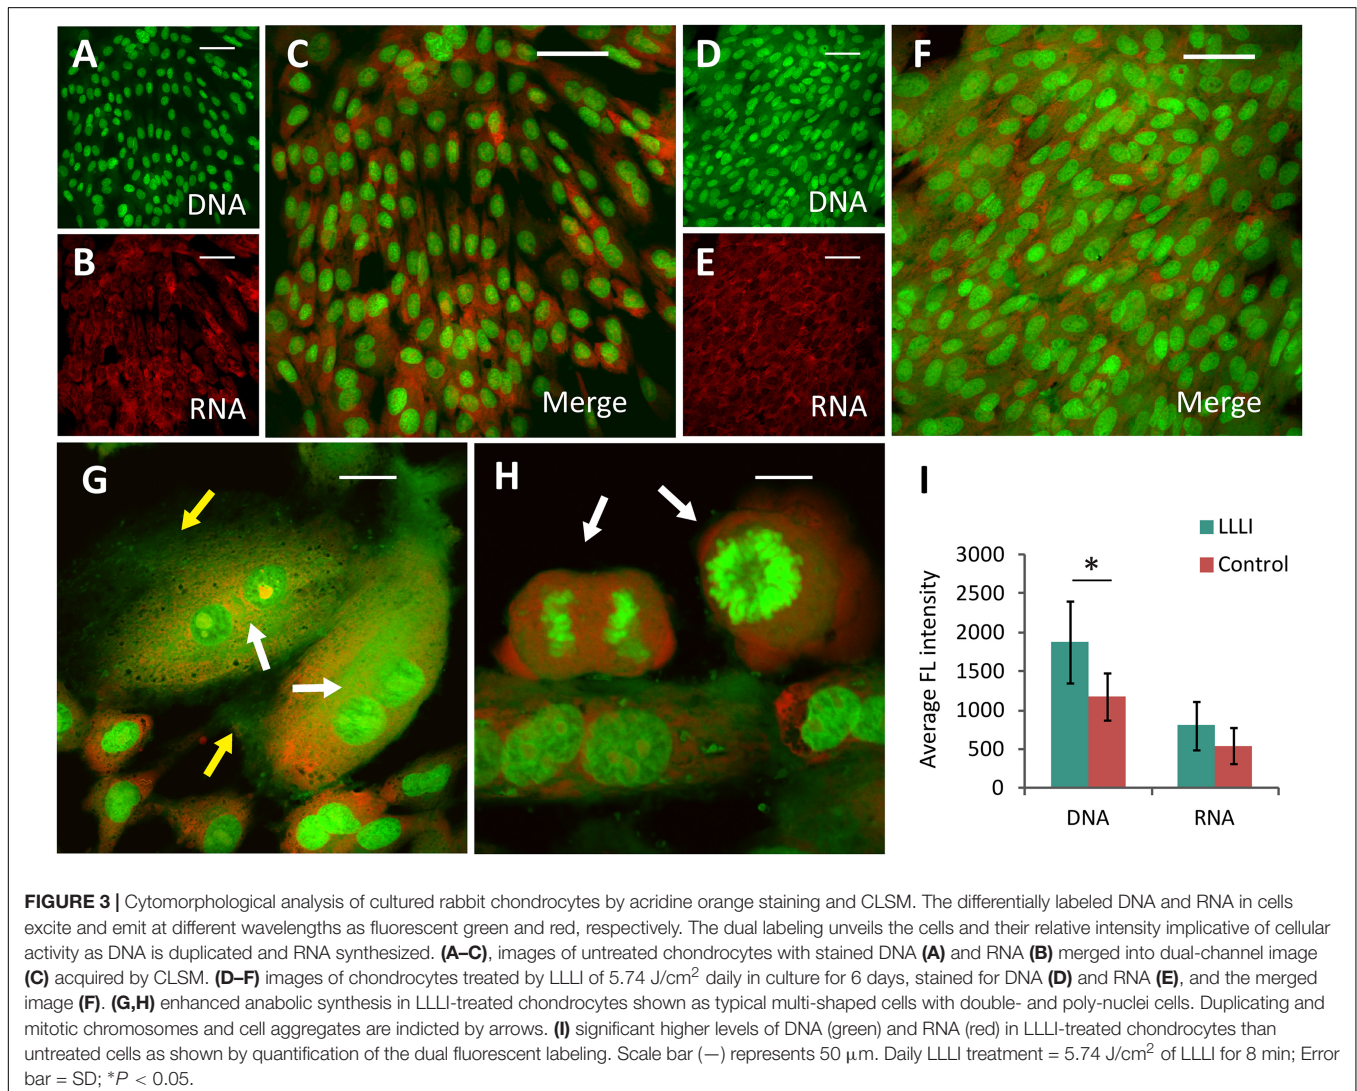 A
DNA
B
RNA
C
Merge
D
DNA
E
RNA
F
Merge
G
H
I
LLLI
Control
*
3000
2500
2000
1500
1000
500
0
Average FL intensity
DNA
RNA
FIGURE 3 | Cytomorphological analysis of cultured rabbit chondrocytes by acridine orange staining and CLSM. The differentially labeled DNA and RNA in cells
excite and emit at different wavelengths as fluorescent green and red, respectively. The dual labeling unveils the cells and their relative intensity implicative of cellular
activity as DNA is duplicated and RNA synthesized. (A–C), images of untreated chondrocytes with stained DNA (A) and RNA (B) merged into dual-channel image
(C) acquired by CLSM. (D–F) images of chondrocytes treated by LLLI of 5.74 J/cm² daily in culture for 6 days, stained for DNA (D) and RNA (E), and the merged
image (F). (G,H) enhanced anabolic synthesis in LLLI-treated chondrocytes shown as typical multi-shaped cells with double- and poly-nuclei cells. Duplicating and
mitotic chromosomes and cell aggregates are indicted by arrows. (I) significant higher levels of DNA (green) and RNA (red) in LLLI-treated chondrocytes than
untreated cells as shown by quantification of the dual fluorescent labeling. Scale bar (—) represents 50 μm. Daily LLLI treatment = 5.74 J/cm² of LLLI for 8 min; Error
bar = SD; *P < 0.05.